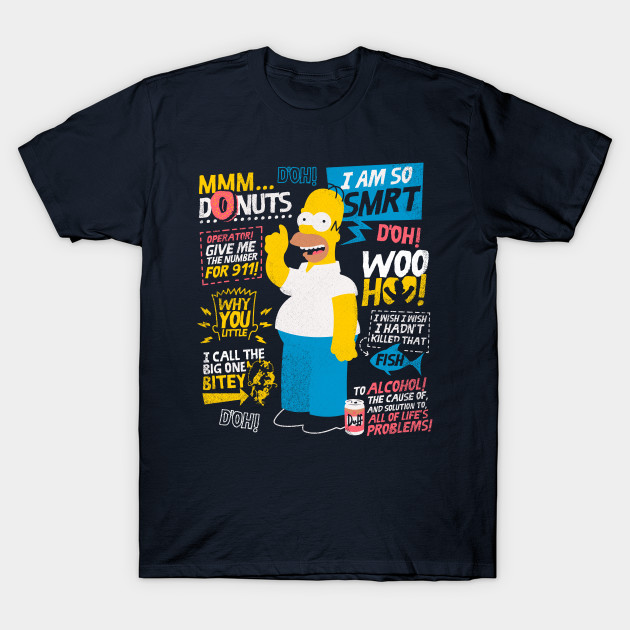 MMM...
DONUTS
D'OH!
I AM SO
SMRT
D'OH!
OPERATOR!
GIVE ME
THE NUMBER
FOR 911!
WOO
HOO!
WHY
YOU
LITTLE
I WISH I WISH
I HADN'T
KILLED THAT
FISH
I CALL THE
BIG ONE
BITEY
D'OH!
TO ALCOHOL!
THE CAUSE OF,
AND SOLUTION TO,
ALL OF LIFE'S
PROBLEMS!
Duff